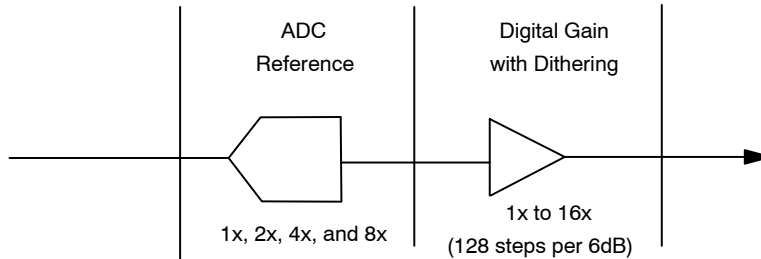 ADC
Reference
1x, 2x, 4x, and 8x
Digital Gain
with Dithering
1x to 16x
(128 steps per 6dB)